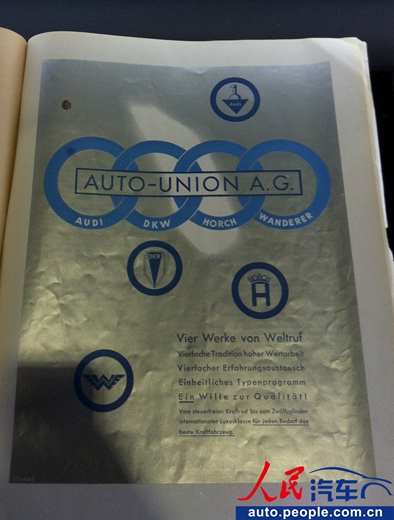 Audi
AUTO-UNION A.G.
AUDI DKW HORCH WANDERER
DKW
H
W
Vier Werke von Weltruf
Vierfache Tradition hoher Wertarbeit
Vierfacher Erfahrungsaustausch
Einheitliches Typenprogramm
Ein Wille zur Qualität!
Vom steuerfreien Kraftrad bis zum Zwölfzylinder
internationaler Luxusklasse für jeden Bedarf das
beste Kraftfahrzeug.
人民汽车
auto.people.com.cn